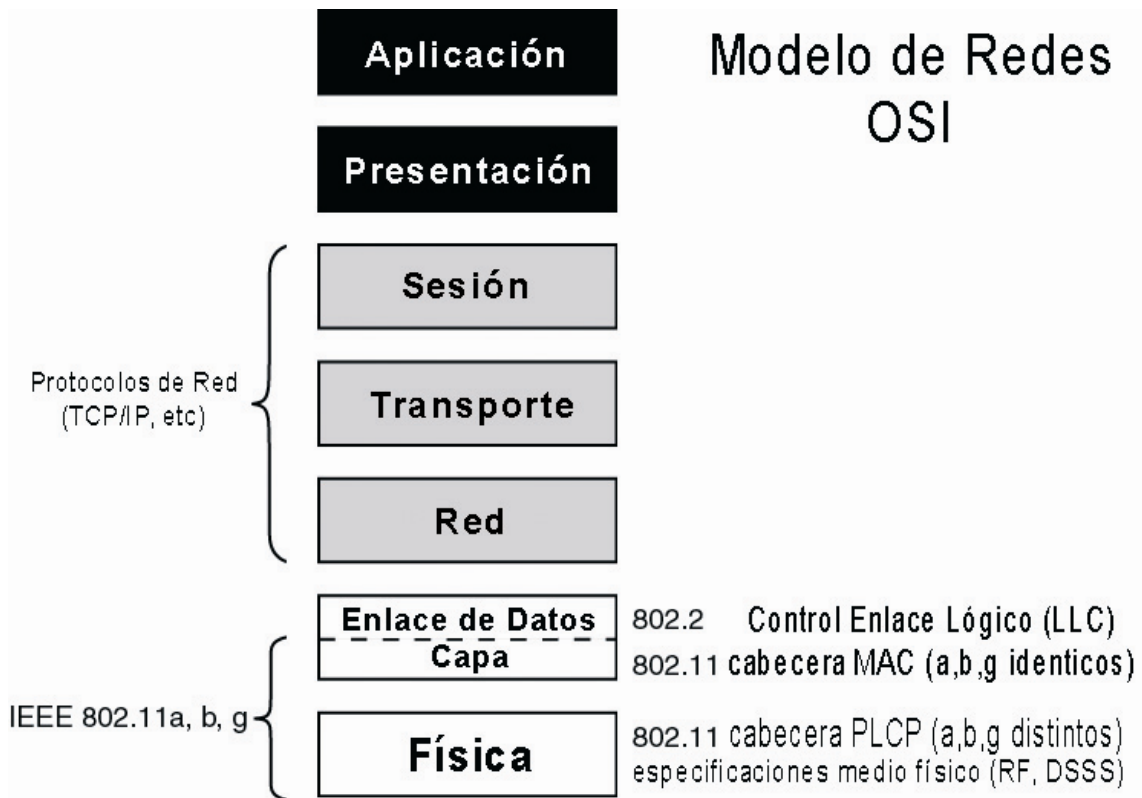 Aplicación
Modelo de Redes
OSI
Presentación
Sesión
Protocolos de Red
(TCP/IP, etc)
Transporte
Red
Enlace de Datos
802.2 Control Enlace Lógico (LLC)
Capa
802.11 cabecera MAC (a,b,g identicos)
IEEE 802.11a, b, g
Física
802.11 cabecera PLCP (a,b,g distintos)
especificaciones medio físico (RF, DSSS)